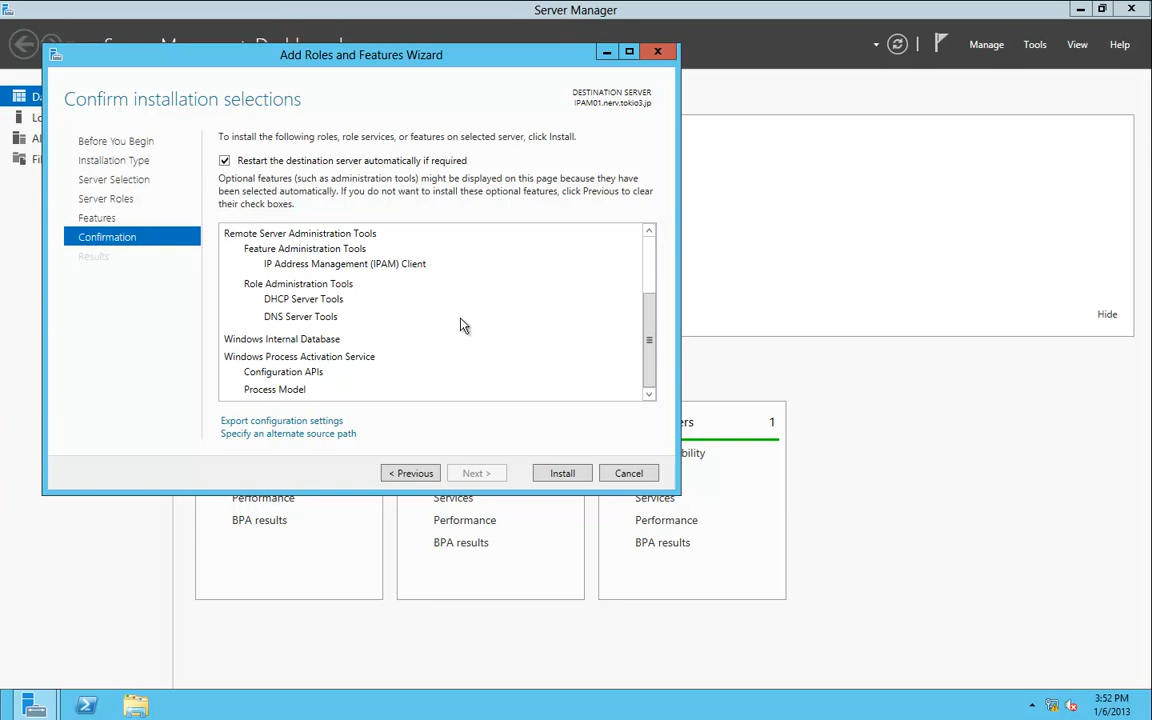 Server Manager
Add Roles and Features Wizard
Manage
Tools
View
Help
Confirm installation selections
DESTINATION SERVER
IPAM01.nerv.tokio3.jp
Before You Begin
Installation Type
Server Selection
Server Roles
Features
Confirmation
Results
To install the following roles, role services, or features on selected server, click Install.
Restart the destination server automatically if required
Optional features (such as administration tools) might be displayed on this page because they have
been selected automatically. If you do not want to install these optional features, click Previous to clear
their check boxes.
Remote Server Administration Tools
Feature Administration Tools
IP Address Management (IPAM) Client
Role Administration Tools
DHCP Server Tools
DNS Server Tools
Windows Internal Database
Windows Process Activation Service
Configuration APIs
Process Model
Export configuration settings
Specify an alternate source path
< Previous
Next >
Install
Cancel
Hide
1
Performance
BPA results
Services
Performance
BPA results
Services
Performance
BPA results
3:52 PM
1/6/2013